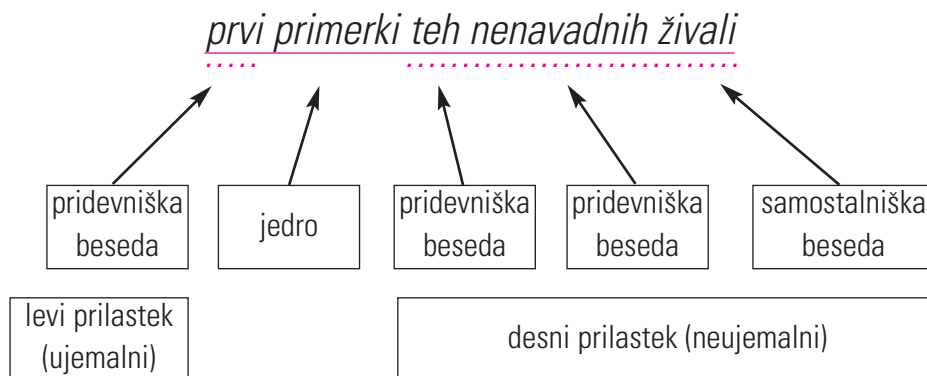 prvi primerki teh nenavadnih živali
pridevniška
beseda
jedro
pridevniška
beseda
pridevniška
beseda
samostalniška
beseda
levi prilastek
(ujemalni)
desni prilastek (neujemalni)